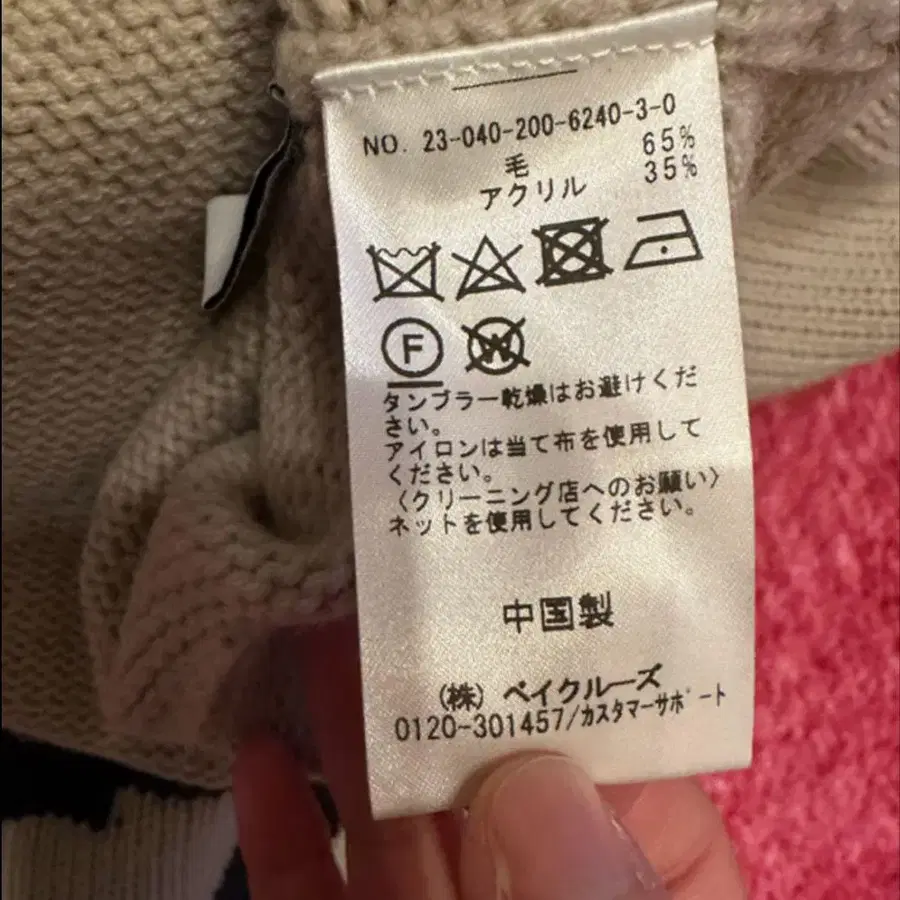 NO. 23-040-200-6240-3-0
毛 65%
アクリル 35%
F W
タンブラー乾燥はお避けくだ
さい。
アイロンは当て布を使用して
ください。
〈クリーニング店へのお願い〉
ネットを使用してください。
中国製
(株) ベイクルーズ
0120-301457/カスタマーサポート